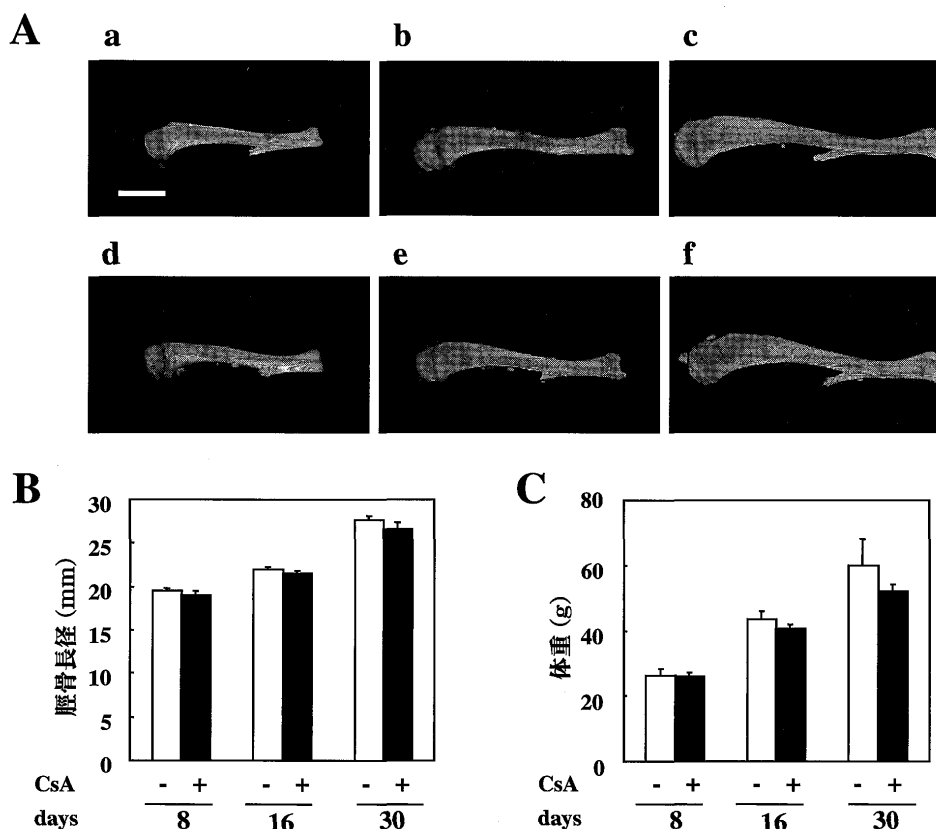 A
a b c
d e f
B
脛骨長径 (mm)
30
25
20
15
10
5
0
CsA - + - + - +
days 8 16 30
C
体重 (g)
80
60
40
20
0
CsA - + - + - +
days 8 16 30